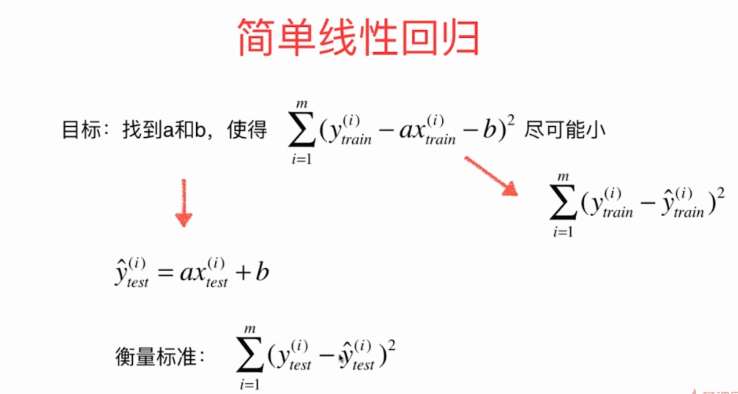 简单线性回归
目标：找到a和b，使得 $\sum_{i=1}^{m}(y_{train}^{(i)} - ax_{train}^{(i)} - b)^2$ 尽可能小
$\sum_{i=1}^{m}(y_{train}^{(i)} - \hat{y}_{train}^{(i)})^2$
$\hat{y}_{test}^{(i)} = ax_{test}^{(i)} + b$
衡量标准： $\sum_{i=1}^{m}(y_{test}^{(i)} - \hat{y}_{test}^{(i)})^2$